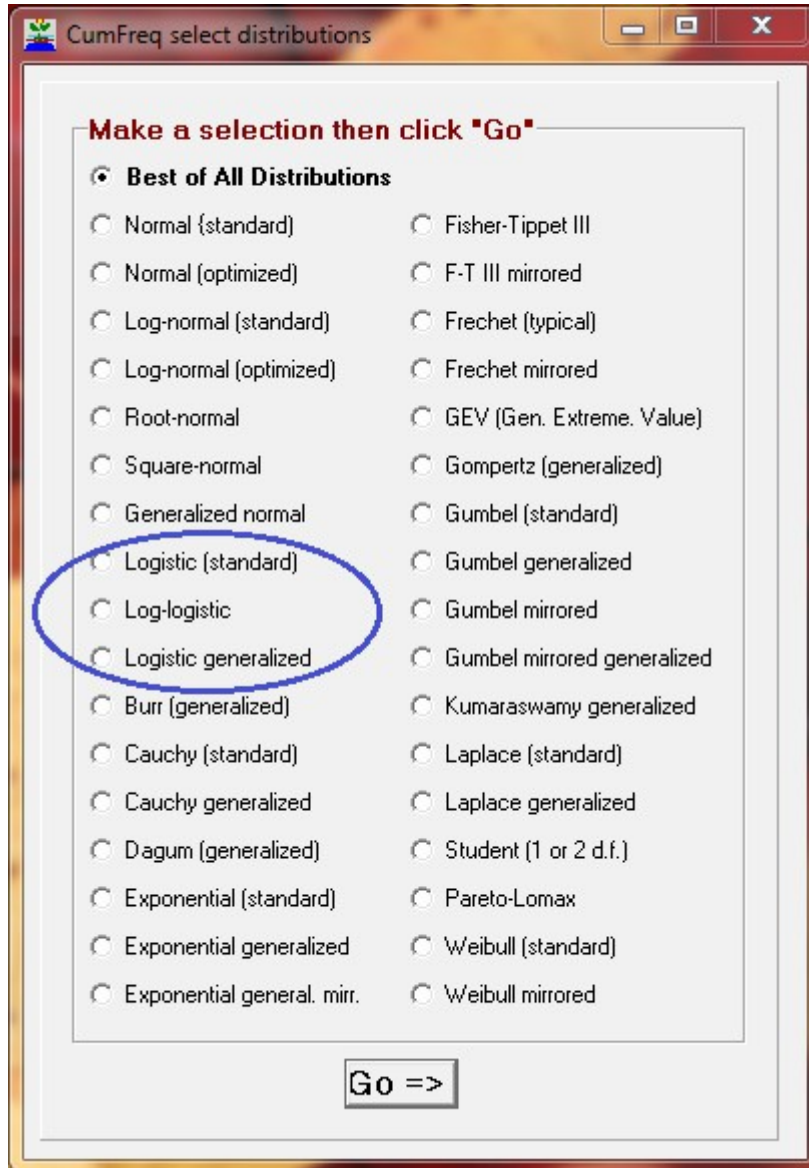 CumFreq select distributions
Make a selection then click "Go"
Best of All Distributions
Normal {standard)
Normal (optimized)
Log-normal (standard)
Log-normal (optimized)
Root-normal
Square-normal
Generalized normal
Logistic (standard)
Log-logistic
Logistic generalized
Burr (generalized)
Cauchy (standard)
Cauchy generalized
Dagum (generalized)
Exponential (standard)
Exponential generalized
Exponential general. mirr.
Fisher-Tippet III
F-T III mirrored
Frechet (typical)
Frechet mirrored
GEV (Gen. Extreme. Value)
Gompertz (generalized)
Gumbel (standard)
Gumbel generalized
Gumbel mirrored
Gumbel mirrored generalized
Kumaraswamy generalized
Laplace (standard)
Laplace generalized
Student (1 or 2 d.f.)
Pareto-Lomax
Weibull (standard)
Weibull mirrored
Go =>